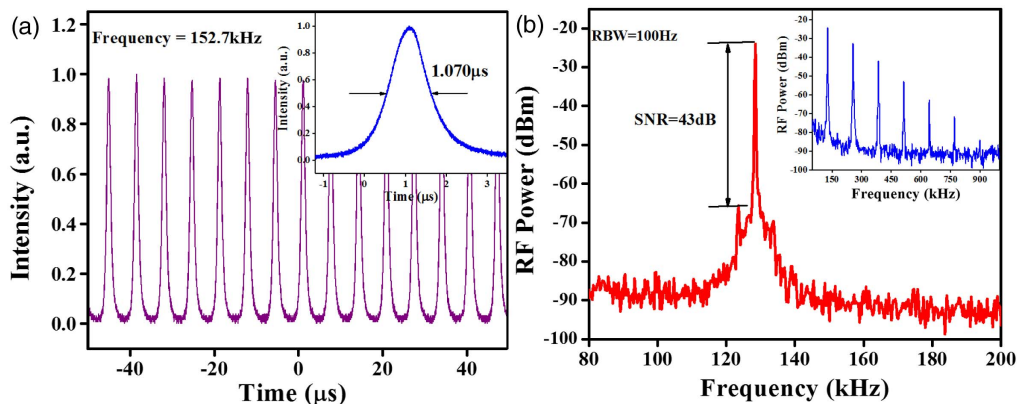 (a)
Frequency = 152.7kHz
Intensity (a.u.)
1.2
1.0
0.8
0.6
0.4
0.2
0.0
-40 -20 0 20 40
Time (μs)
Intensity (a.u.)
1.0
0.8
0.6
0.4
0.2
0.0
1.070μs
-1 0 1 2 3
Time (μs)
(b)
RBW=100Hz
SNR=43dB
RF Power (dBm)
-20
-30
-40
-50
-60
-70
-80
-90
-100
80 100 120 140 160 180 200
Frequency (kHz)
RF Power (dBm)
-20
-30
-40
-50
-60
-70
-80
-90
-100
150 300 450 600 750 900
Frequency (kHz)